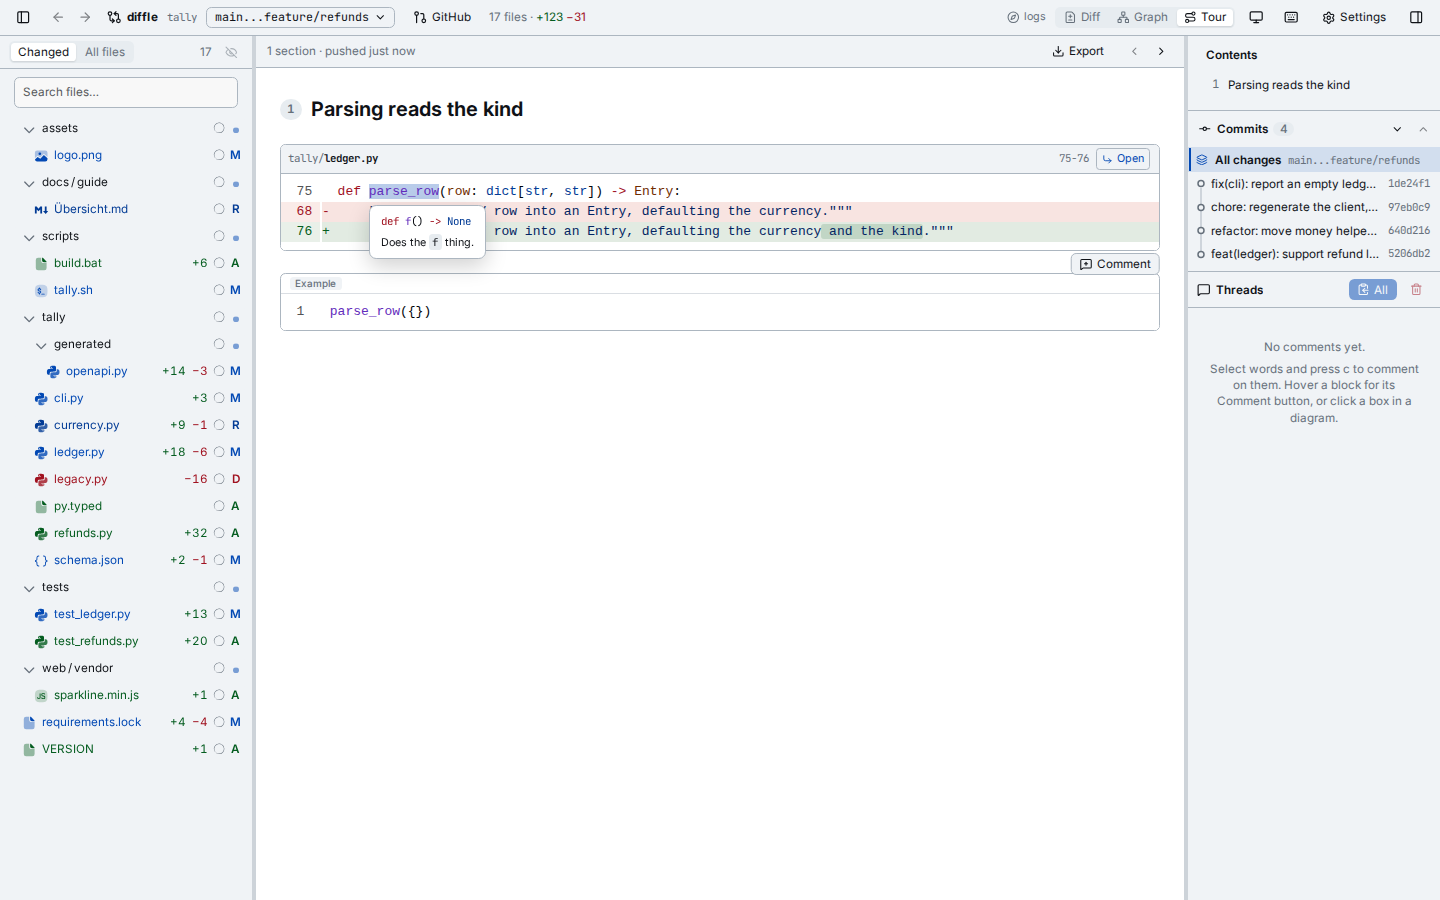 diffle tally main...feature/refunds GitHub 17 files · +123 −31 logs Diff Graph Tour Settings
Changed All files 17
Search files...
assets
logo.png M
docs/guide
Übersicht.md R
scripts
build.bat +6 A
tally.sh M
tally
generated
openapi.py +14 −3 M
cli.py +3 M
currency.py +9 −1 R
ledger.py +18 −6 M
legacy.py −16 D
py.typed A
refunds.py +32 A
schema.json +2 −1 M
tests
test_ledger.py +13 M
test_refunds.py +20 A
web/vendor
sparkline.min.js +1 A
requirements.lock +4 −4 M
VERSION +1 A
1 section · pushed just now Export
1 Parsing reads the kind
tally/ledger.py 75-76 Open
75 def parse_row(row: dict[str, str]) -> Entry:
68 - row into an Entry, defaulting the currency."""
76 + row into an Entry, defaulting the currency and the kind."""
def f() -> None
Does the f thing.
Comment
Example
1 parse_row({})
Contents
1 Parsing reads the kind
Commits 4
All changes main...feature/refunds
fix(cli): report an empty ledg... 1de24f1
chore: regenerate the client,... 97eb0c9
refactor: move money helpe... 640d216
feat(ledger): support refund l... 5206db2
Threads All
No comments yet.
Select words and press c to comment
on them. Hover a block for its
Comment button, or click a box in a
diagram.